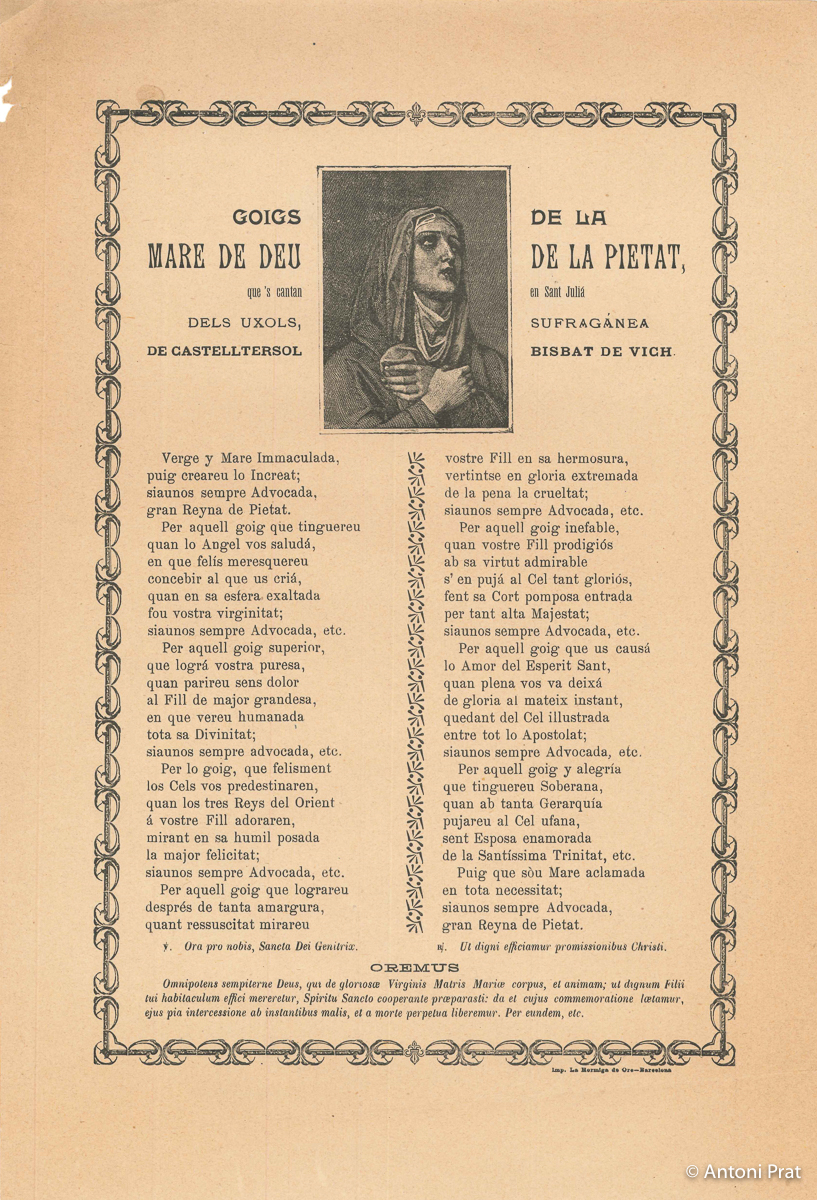 GOIGS DE LA
MARE DE DEU DE LA PIETAT,
que 's cantan en Sant Juliá
DELS UXOLS, SUFRAGÁNEA
DE CASTELLTERSOL BISBAT DE VICH.
Verge y Mare Immaculada,
puig creareu lo Increat;
siaunos sempre Advocada,
gran Reyna de Pietat.
Per aquell goig que tinguereu
quan lo Angel vos saludá,
en que felís meresquereu
concebir al que us criá,
quan en sa esfera exaltada
fou vostra virginitat;
siaunos sempre Advocada, etc.
Per aquell goig superior,
que lográ vostra puresa,
quan parireu sens dolor
al Fill de major grandesa,
en que vereu humanada
tota sa Divinitat;
siaunos sempre advocada, etc.
Per lo goig, que felisment
los Cels vos predestinaren,
quan los tres Reys del Orient
á vostre Fill adoraren,
mirant en sa humil posada
la major felicitat;
siaunos sempre Advocada, etc.
Per aquell goig que lograreu
després de tanta amargura,
quant ressuscitat mirareu
vostre Fill en sa hermosura,
vertintse en gloria extremada
de la pena la crueltat;
siaunos sempre Advocada, etc.
Per aquell goig inefable,
quan vostre Fill prodigiós
ab sa virtut admirable
s' en pujá al Cel tant gloriós,
fent sa Cort pomposa entrada
per tant alta Majestat;
siaunos sempre Advocada, etc.
Per aquell goig que us causá
lo Amor del Esperit Sant,
quan plena vos va deixá
de gloria al mateix instant,
quedant del Cel illustrada
entre tot lo Apostolat;
siaunos sempre Advocada, etc.
Per aquell goig y alegría
que tinguereu Soberana,
quan ab tanta Gerarquía
pujareu al Cel ufana,
sent Esposa enamorada
de la Santíssima Trinitat, etc.
Puig que sòu Mare aclamada
en tota necessitat;
siaunos sempre Advocada,
gran Reyna de Pietat.
℣. Ora pro nobis, Sancta Dei Genitrix. ℟. Ut digni efficiamur promissionibus Christi.
OREMUS
Omnipotens sempiterne Deus, qui de gloriosæ Virginis Matris Mariæ corpus, et animam; ut dignum Filii
tui habitaculum effici mereretur, Spiritu Sancto cooperante præparasti: da et cujus commemoratione lætamur,
ejus pia intercessione ab instantibus malis, et a morte perpetua liberemur. Per eundem, etc.
Imp. La Hormiga de Oro—Barcelona
© Antoni Prat